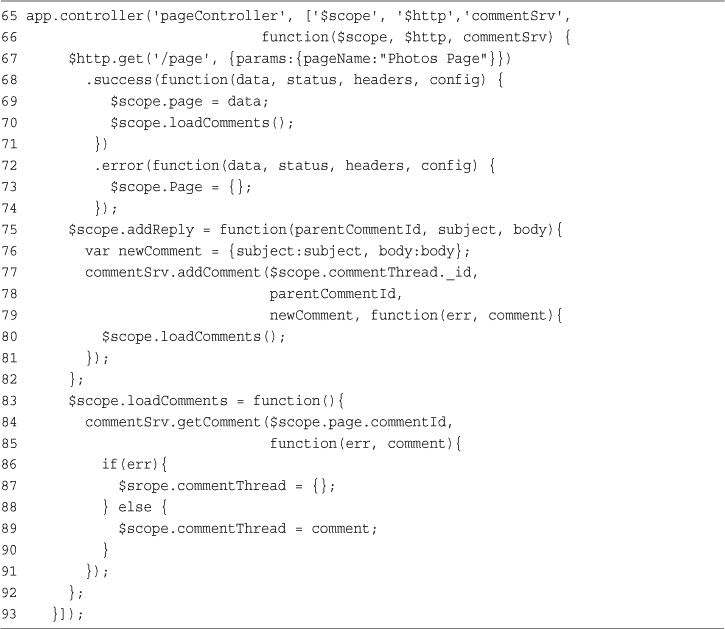 65 app.controller('pageController', ['$scope', '$http','commentSrv',
66                             function($scope, $http, commentSrv) {
67     $http.get('/page', {params:{pageName:"Photos Page"}})
68       .success(function(data, status, headers, config) {
69          $scope.page = data;
70          $scope.loadComments();
71        })
72        .error(function(data, status, headers, config) {
73          $scope.Page = {};
74        });
75     $scope.addReply = function(parentCommentId, subject, body){
76       var newComment = {subject:subject, body:body};
77       commentSrv.addComment($scope.commentThread._id,
78                             parentCommentId,
79                             newComment, function(err, comment){
80         $scope.loadComments();
81       });
82     };
83     $scope.loadComments = function(){
84       commentSrv.getComment($scope.page.commentId,
85                             function(err, comment){
86         if(err){
87           $srope.commentThread = {};
88         } else {
89           $scope.commentThread = comment;
90         }
91       });
92     };
93   }]);